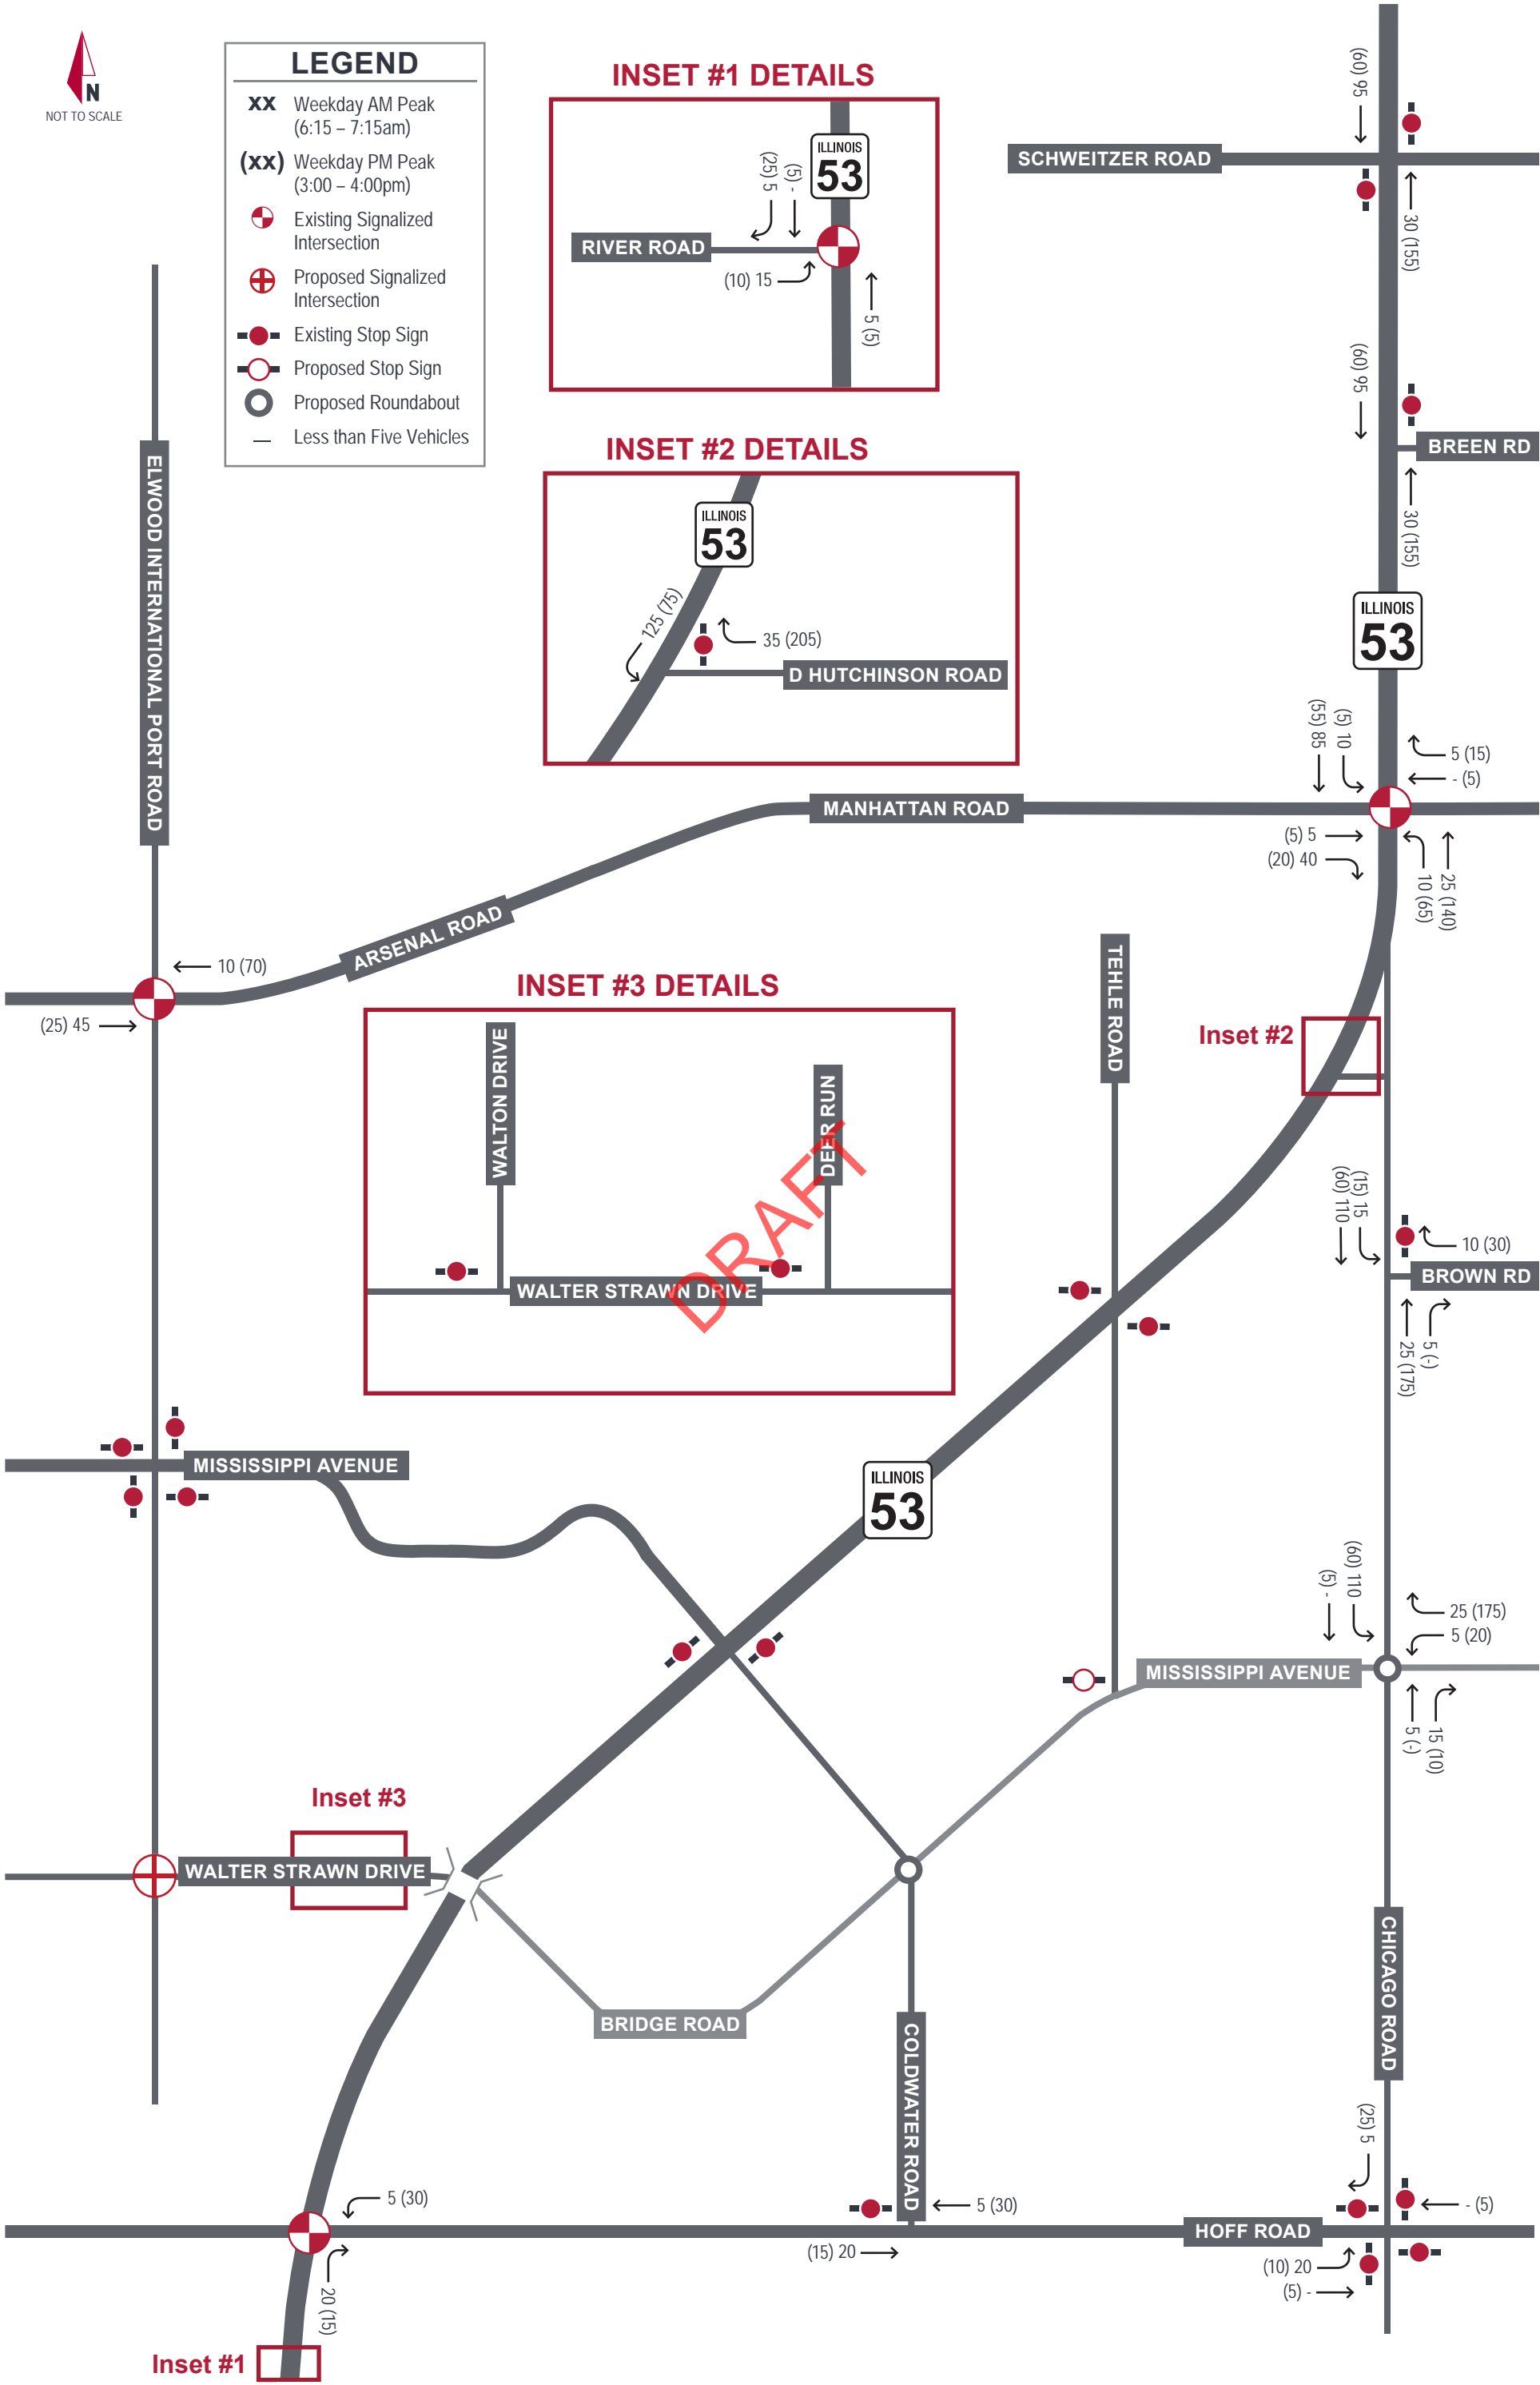 N
NOT TO SCALE
LEGEND
xx Weekday AM Peak
(6:15 – 7:15am)
(xx) Weekday PM Peak
(3:00 – 4:00pm)
Existing Signalized
Intersection
Proposed Signalized
Intersection
Existing Stop Sign
Proposed Stop Sign
Proposed Roundabout
— Less than Five Vehicles
INSET #1 DETAILS
ILLINOIS
53
(25) 5
(5) -
RIVER ROAD
(10) 15
5 (5)
INSET #2 DETAILS
ILLINOIS
53
125 (75)
35 (205)
D HUTCHINSON ROAD
(60) 95
SCHWEITZER ROAD
30 (155)
(60) 95
BREEN RD
30 (155)
ILLINOIS
53
ELWOOD INTERNATIONAL PORT ROAD
(55) 85
(5) 10
5 (15)
- (5)
MANHATTAN ROAD
(5) 5
(20) 40
10 (65)
25 (140)
ARSENAL ROAD
10 (70)
(25) 45
INSET #3 DETAILS
WALTON DRIVE
DEER RUN
WALTER STRAWN DRIVE
DRAFT
TEHLE ROAD
Inset #2
(60) 110
(15) 15
10 (30)
BROWN RD
25 (175)
5 (-)
MISSISSIPPI AVENUE
ILLINOIS
53
(5) -
(60) 110
25 (175)
5 (20)
MISSISSIPPI AVENUE
5 (-)
15 (10)
Inset #3
WALTER STRAWN DRIVE
BRIDGE ROAD
COLDWATER ROAD
CHICAGO ROAD
(25) 5
5 (30)
5 (30)
- (5)
HOFF ROAD
(15) 20
(10) 20
(5) -
20 (15)
Inset #1